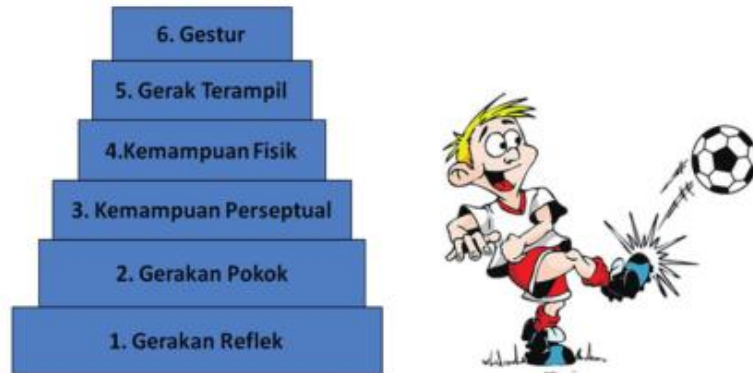 6. Gestur
5. Gerak Terampil
4.Kemampuan Fisik
3. Kemampuan Perseptual
2. Gerakan Pokok
1. Gerakan Reflek